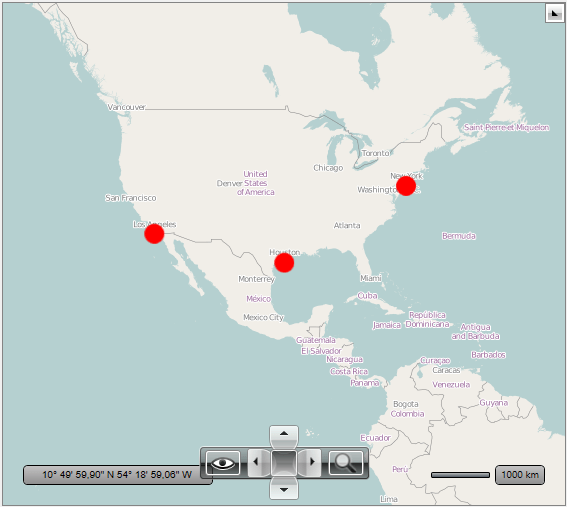 Vancouver
Saint Pierre et Miquelon
Toronto
Chicago
New York
United
States
of America
Denver
Washington
San Francisco
Los Angeles
Atlanta
Bermuda
Houston
Monterrey
Miami
México
Cuba
Mexico City
Jamaica
Republica
Dominicana
Antigua
and Barbuda
Guatemala
El Salvador
Nicaragua
Barbados
Curaçao
Caracas
Costa Rica
Panama
Venezuela
Bogota
Colombia
Guyana
Ecuador
Perú
Lima
10° 49' 59,90" N 54° 18' 59,06" W
1000 km